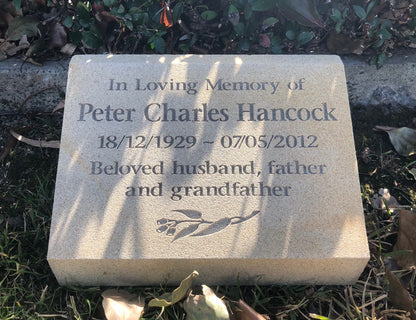 In Loving Memory of
Peter Charles Hancock
18/12/1929 ~ 07/05/2012
Beloved husband, father
and grandfather